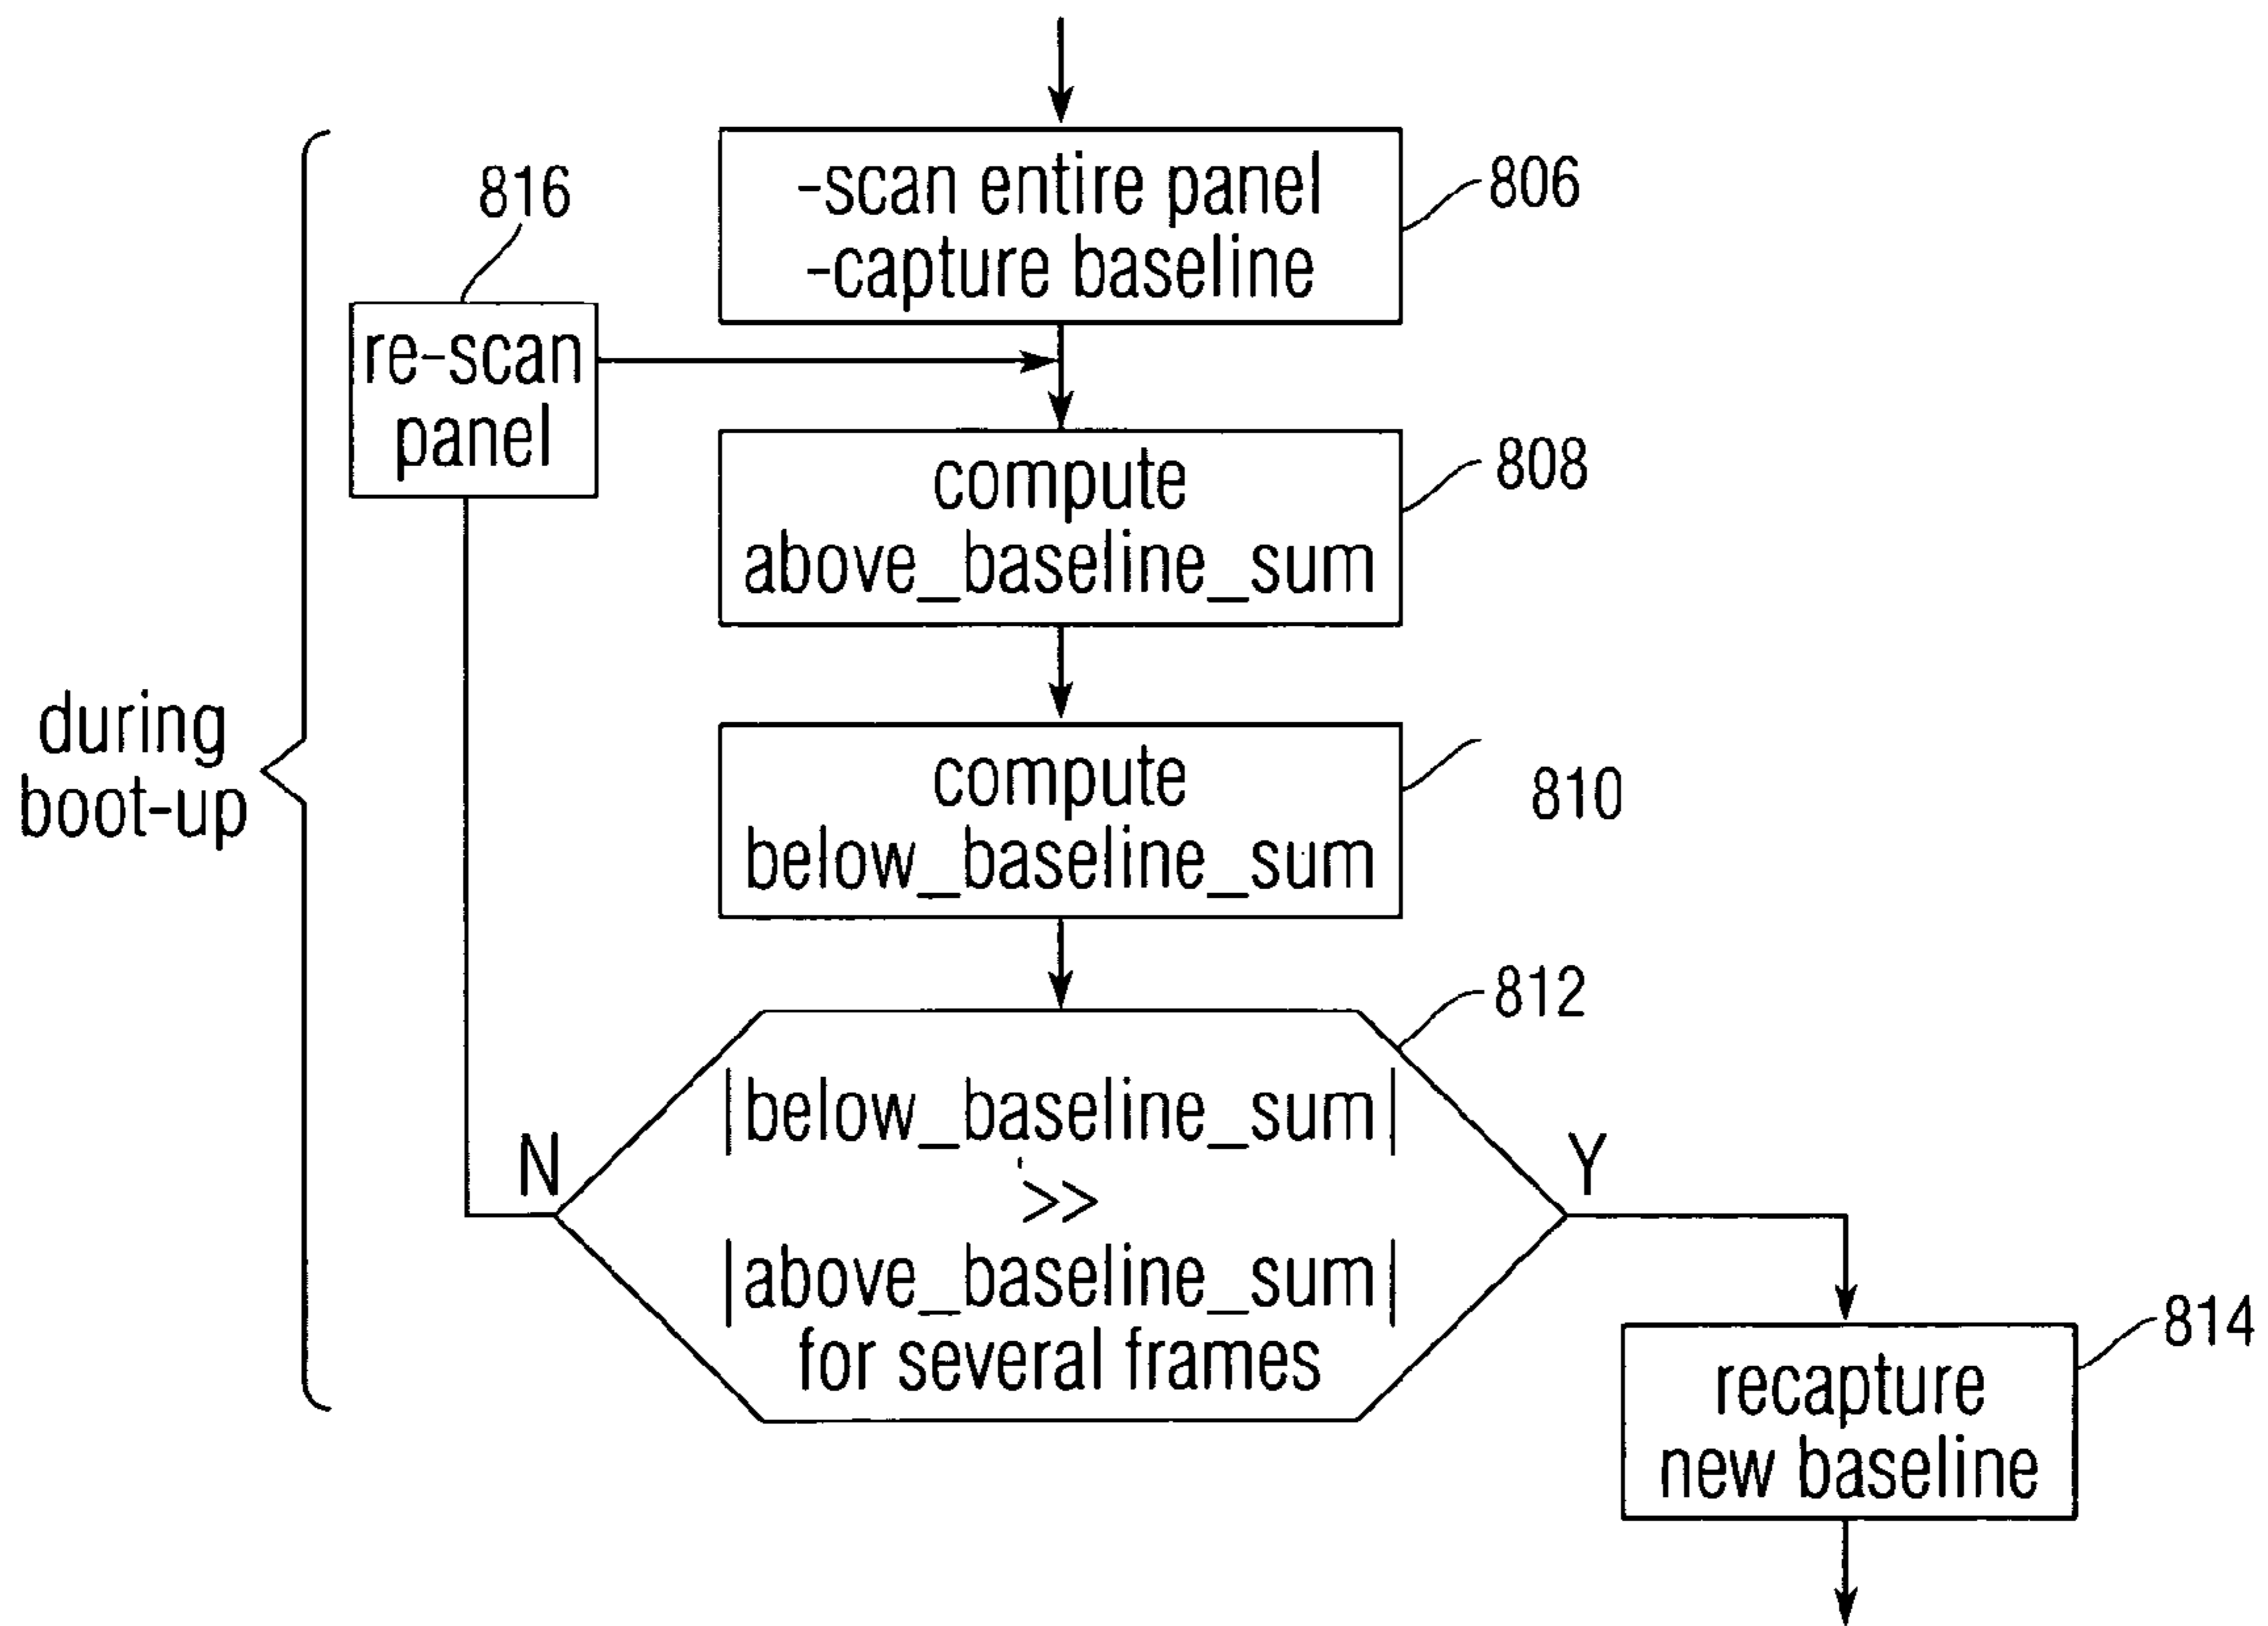 -scan entire panel
-capture baseline
806
816
re-scan
panel
compute
above_baseline_sum
808
during
boot-up
compute
below_baseline_sum
810
812
|below_baseline_sum|
>>
|above_baseline_sum|
for several frames
N
Y
recapture
new baseline
814